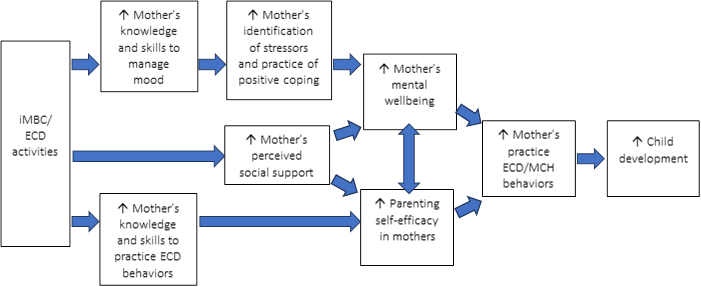 iMBC/
ECD
activities
↑ Mother's
knowledge
and skills to
manage
mood
↑ Mother's
identification
of stressors
and practice of
positive coping
↑ Mother's
mental
wellbeing
↑ Mother's
perceived
social support
↑ Mother's
knowledge
and skills to
practice ECD
behaviors
↑ Parenting
self-efficacy
in mothers
↑ Mother's
practice
ECD/MCH
behaviors
↑ Child
development